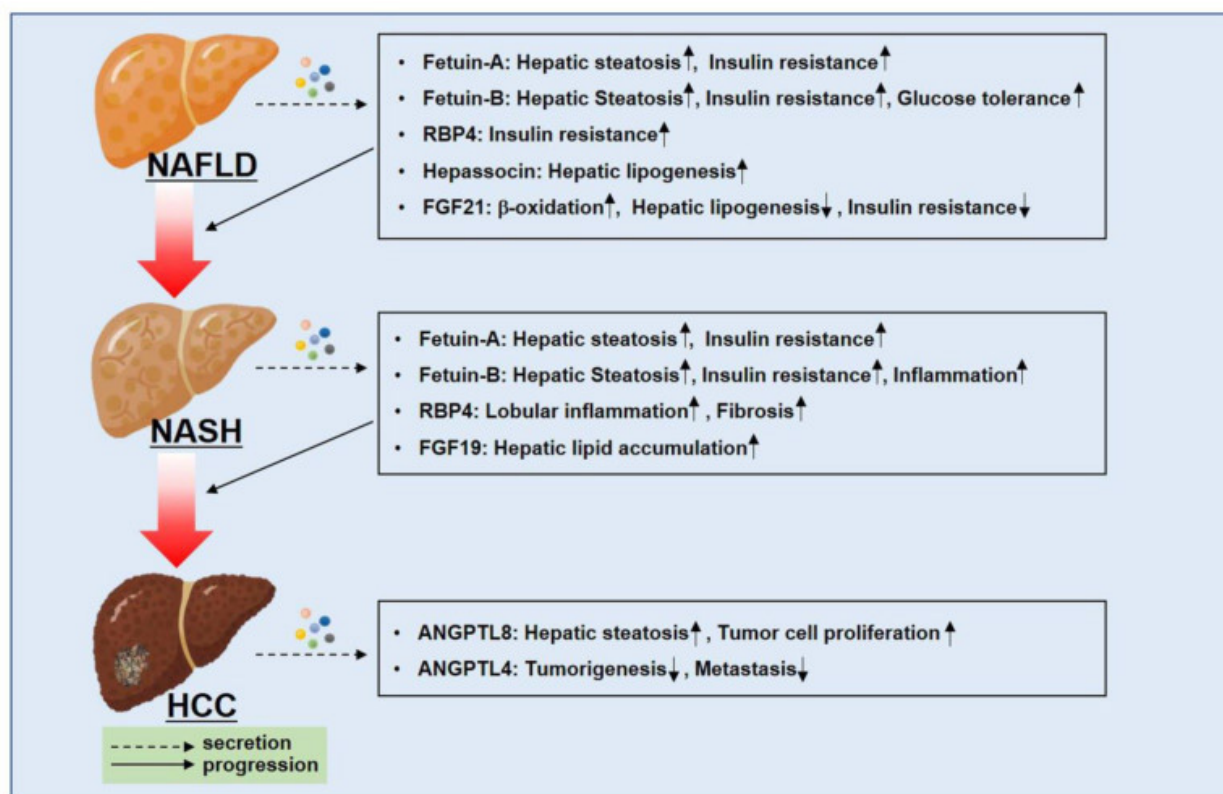 • Fetuin-A: Hepatic steatosis↑, Insulin resistance↑
• Fetuin-B: Hepatic Steatosis↑, Insulin resistance↑, Glucose tolerance↑
• RBP4: Insulin resistance↑
• Hepassocin: Hepatic lipogenesis↑
• FGF21: β-oxidation↑, Hepatic lipogenesis↓, Insulin resistance↓
NAFLD
• Fetuin-A: Hepatic steatosis↑, Insulin resistance↑
• Fetuin-B: Hepatic Steatosis↑, Insulin resistance↑, Inflammation↑
• RBP4: Lobular inflammation↑, Fibrosis↑
• FGF19: Hepatic lipid accumulation↑
NASH
• ANGPTL8: Hepatic steatosis↑, Tumor cell proliferation↑
• ANGPTL4: Tumorigenesis↓, Metastasis↓
HCC
secretion
progression